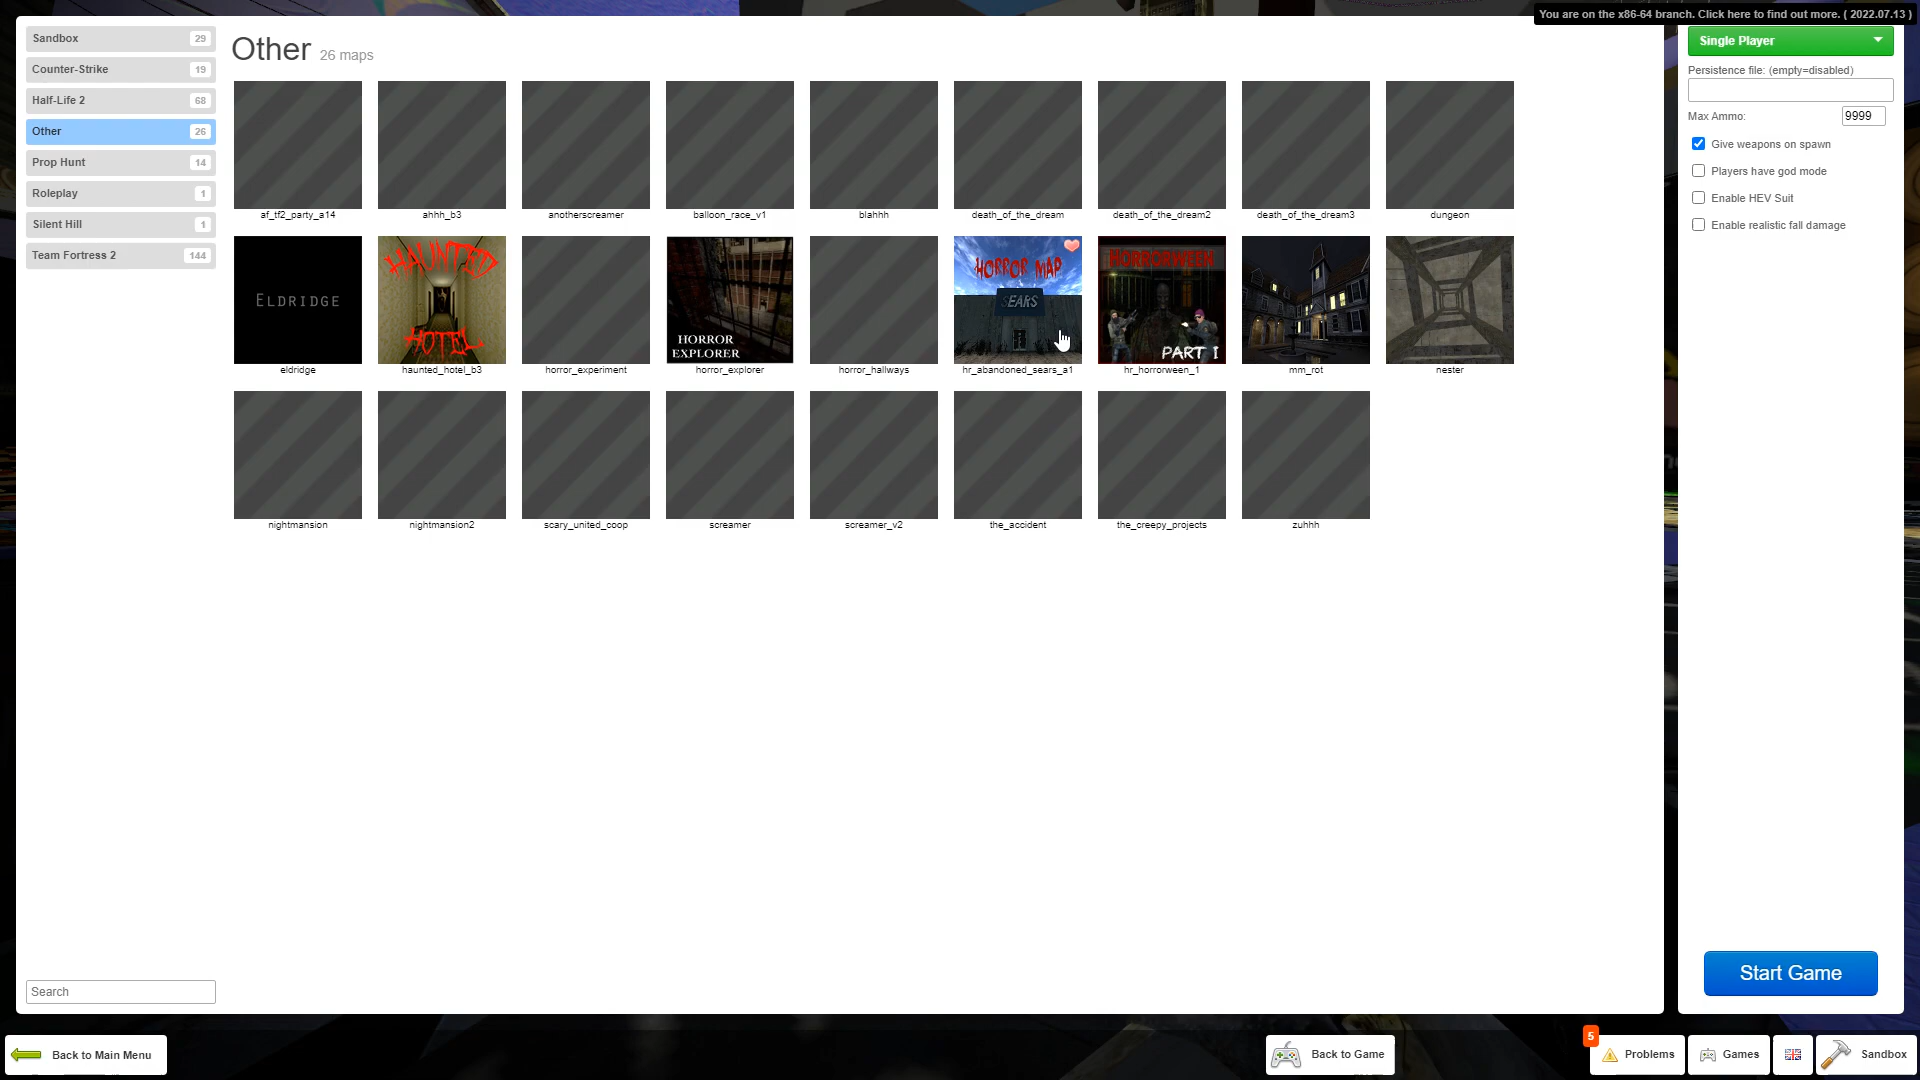 You are on the x86-64 branch. Click here to find out more. ( 2022.07.13 )
Sandbox 29
Counter-Strike 19
Half-Life 2 68
Other 26
Prop Hunt 14
Roleplay 1
Silent Hill 1
Team Fortress 2 144
Search
Other 26 maps
af_tf2_party_a14 ahhh_b3 anotherscreamer balloon_race_v1 blahhh death_of_the_dream death_of_the_dream2 death_of_the_dream3 dungeon
ELDRIDGE
HAUNTED
HOTEL
HORROR
EXPLORER
HORROR MAP
SEARS
HORRORWEEN
PART I
eldridge haunted_hotel_b3 horror_experiment horror_explorer horror_hallways hr_abandoned_sears_a1 hr_horrorween_1 mm_rot nester
nightmansion nightmansion2 scary_united_coop screamer screamer_v2 the_accident the_creepy_projects zuhhh
Single Player
Persistence file: (empty=disabled)
Max Ammo: 9999
Give weapons on spawn
Players have god mode
Enable HEV Suit
Enable realistic fall damage
Start Game
Back to Main Menu
Back to Game
5
Problems
Games
Sandbox